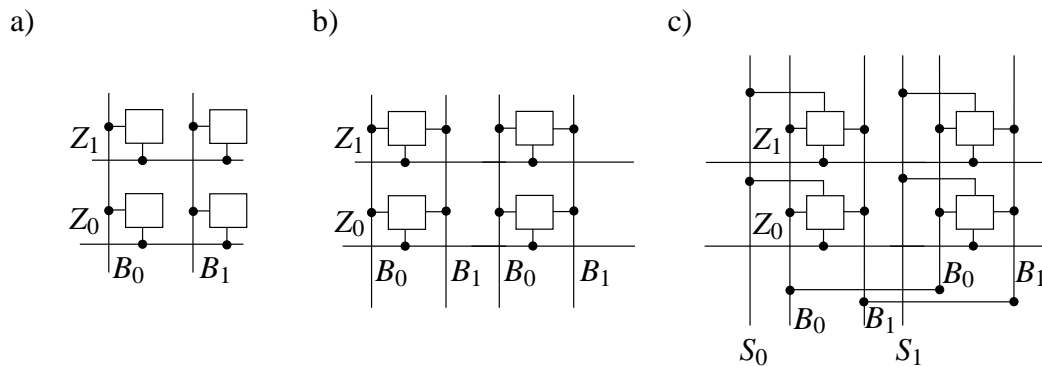 a) b) c)
Z1 Z1 Z1
Z0 Z0 Z0
B0 B1 B0 B1 B0 B1 B0 B1
B0 B1
S0 S1